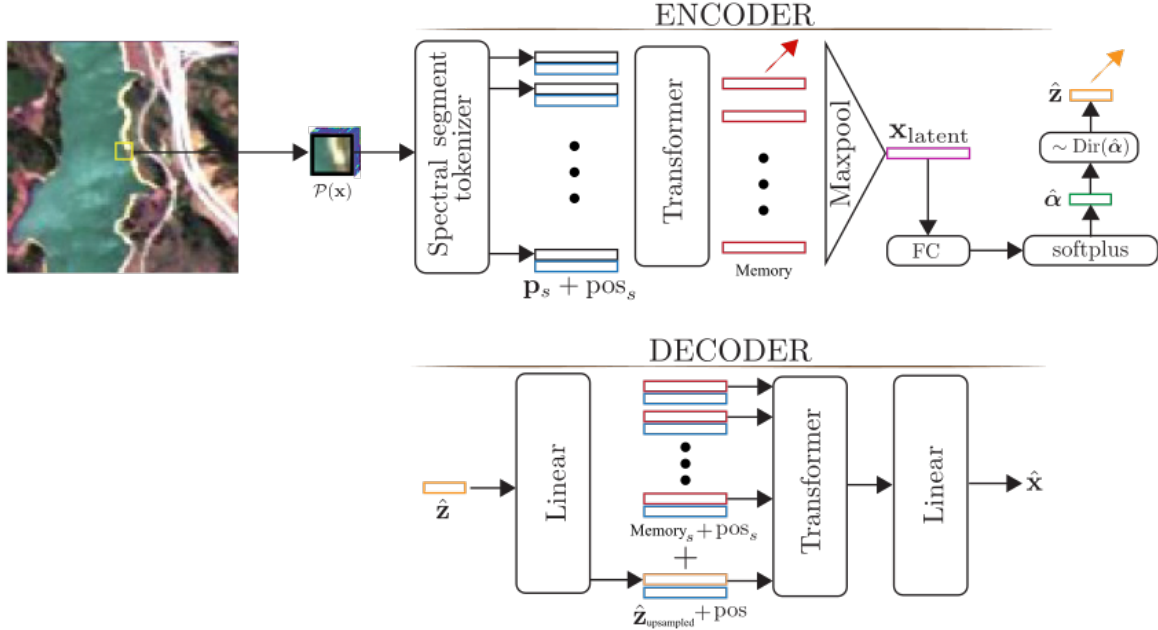 ENCODER
Spectral segment
tokenizer
Transformer
Maxpool
x_latent
ẑ
∼ Dir(α̂)
α̂
𝒫(x)
FC
softplus
Memory
p_s + pos_s
DECODER
Linear
Transformer
Linear
ẑ
x̂
Memory_s + pos_s
+
ẑ_upsampled + pos